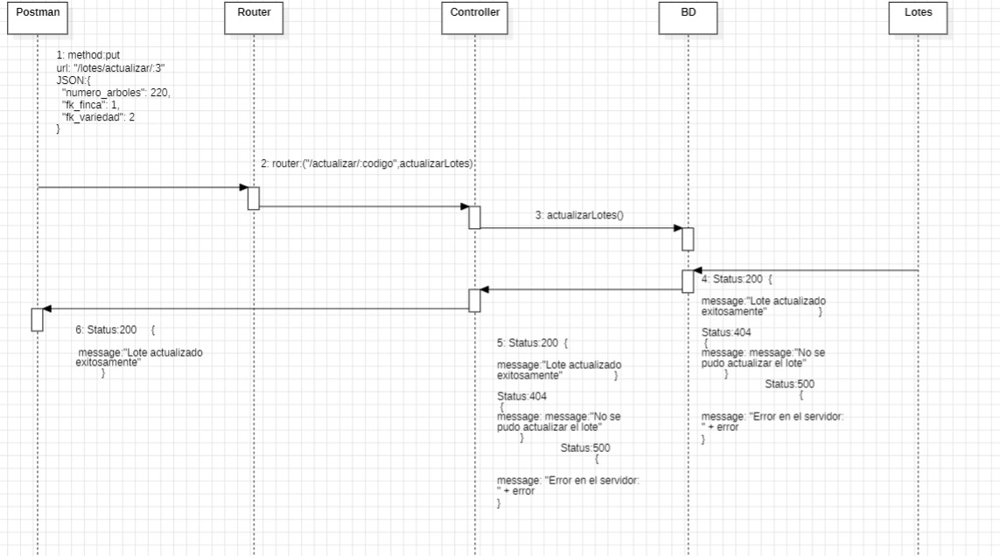 Postman
Router
Controller
BD
Lotes
1: method:put
url: "/lotes/actualizar/:3"
JSON:{
"numero_arboles": 220,
"fk_finca": 1,
"fk_variedad": 2
}
2: router:("/actualizar/:codigo",actualizarLotes)
3: actualizarLotes()
4: Status:200 {
message:"Lote actualizado
exitosamente" }
Status:404
{
message: message:"No se
pudo actualizar el lote"
}
Status:500
{
message: "Error en el servidor:
" + error
}
5: Status:200 {
message:"Lote actualizado
exitosamente" }
Status:404
{
message: message:"No se
pudo actualizar el lote"
}
Status:500
{
message: "Error en el servidor:
" + error
}
6: Status:200 {
message:"Lote actualizado
exitosamente"
}